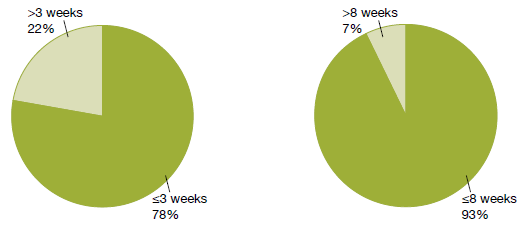 >3 weeks
22%
≤3 weeks
78%
>8 weeks
7%
≤8 weeks
93%